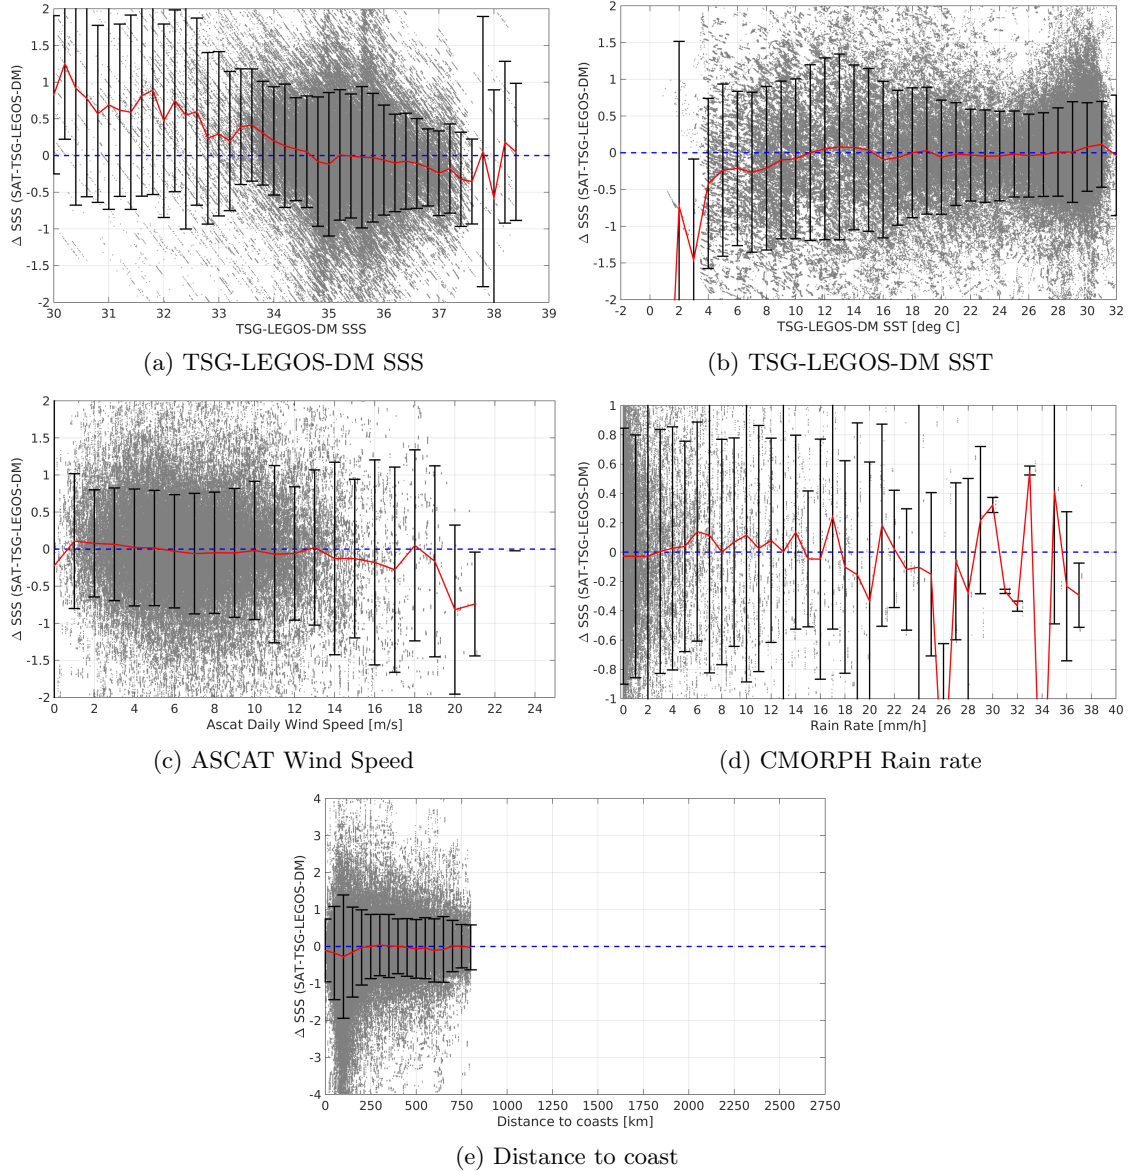 Δ SSS (SAT-TSG-LEGOS-DM)
2
1.5
1
0.5
0
-0.5
-1
-1.5
-2
30 31 32 33 34 35 36 37 38 39
TSG-LEGOS-DM SSS
(a) TSG-LEGOS-DM SSS
Δ SSS (SAT-TSG-LEGOS-DM)
2
1.5
1
0.5
0
-0.5
-1
-1.5
-2
-2 0 2 4 6 8 10 12 14 16 18 20 22 24 26 28 30 32
TSG-LEGOS-DM SST [deg C]
(b) TSG-LEGOS-DM SST
Δ SSS (SAT-TSG-LEGOS-DM)
2
1.5
1
0.5
0
-0.5
-1
-1.5
-2
0 2 4 6 8 10 12 14 16 18 20 22 24
Ascat Daily Wind Speed [m/s]
(c) ASCAT Wind Speed
Δ SSS (SAT-TSG-LEGOS-DM)
1
0.8
0.6
0.4
0.2
0
-0.2
-0.4
-0.6
-0.8
-1
0 2 4 6 8 10 12 14 16 18 20 22 24 26 28 30 32 34 36 38 40
Rain Rate [mm/h]
(d) CMORPH Rain rate
Δ SSS (SAT-TSG-LEGOS-DM)
4
3
2
1
0
-1
-2
-3
-4
0 250 500 750 1000 1250 1500 1750 2000 2250 2500 2750
Distance to coasts [km]
(e) Distance to coast